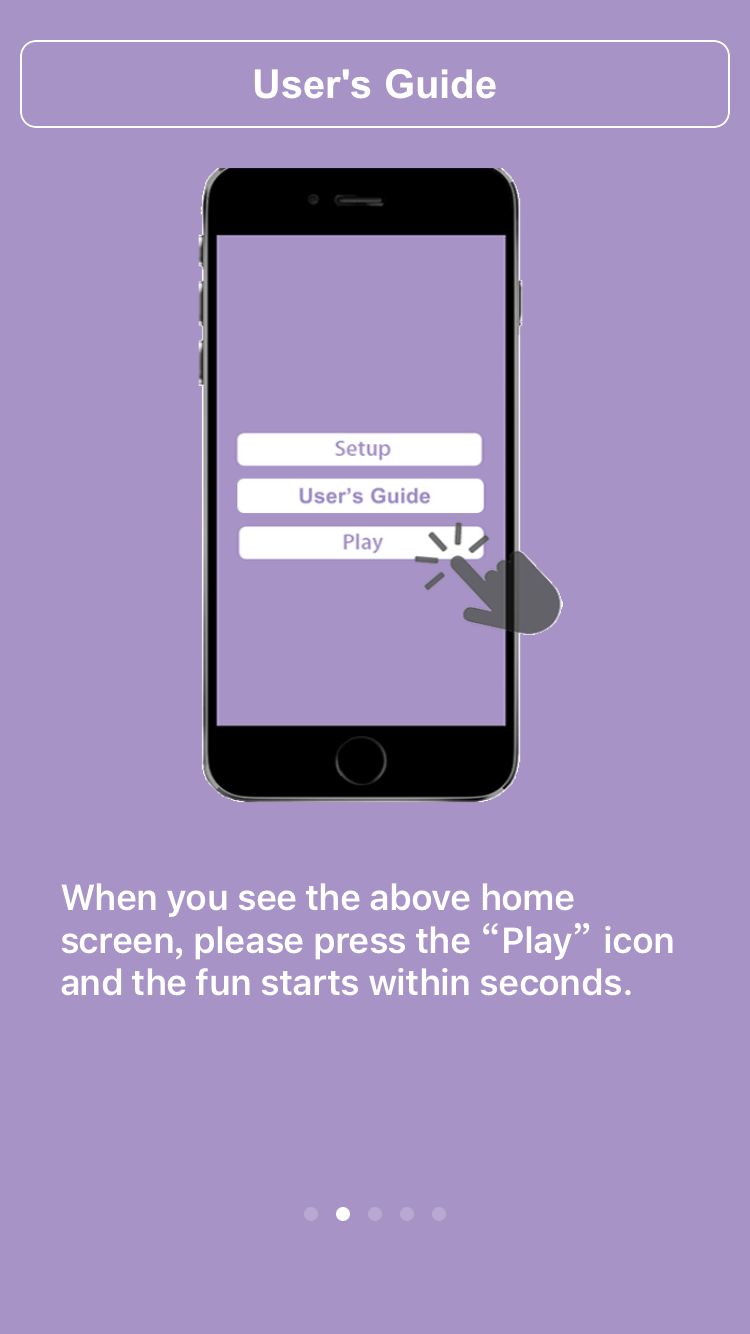 User's Guide
Setup
User’s Guide
Play
When you see the above home
screen, please press the “Play” icon
and the fun starts within seconds.